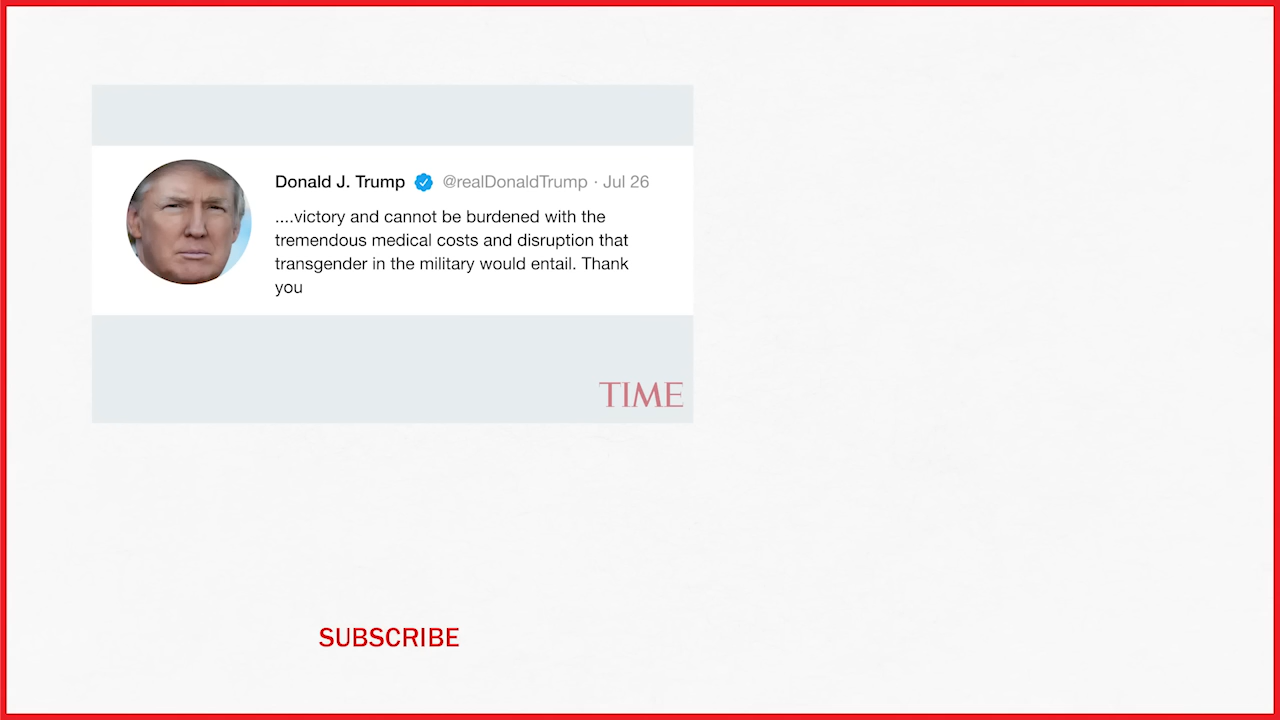 Donald J. Trump @realDonaldTrump · Jul 26
....victory and cannot be burdened with the
tremendous medical costs and disruption that
transgender in the military would entail. Thank
you
TIME
SUBSCRIBE